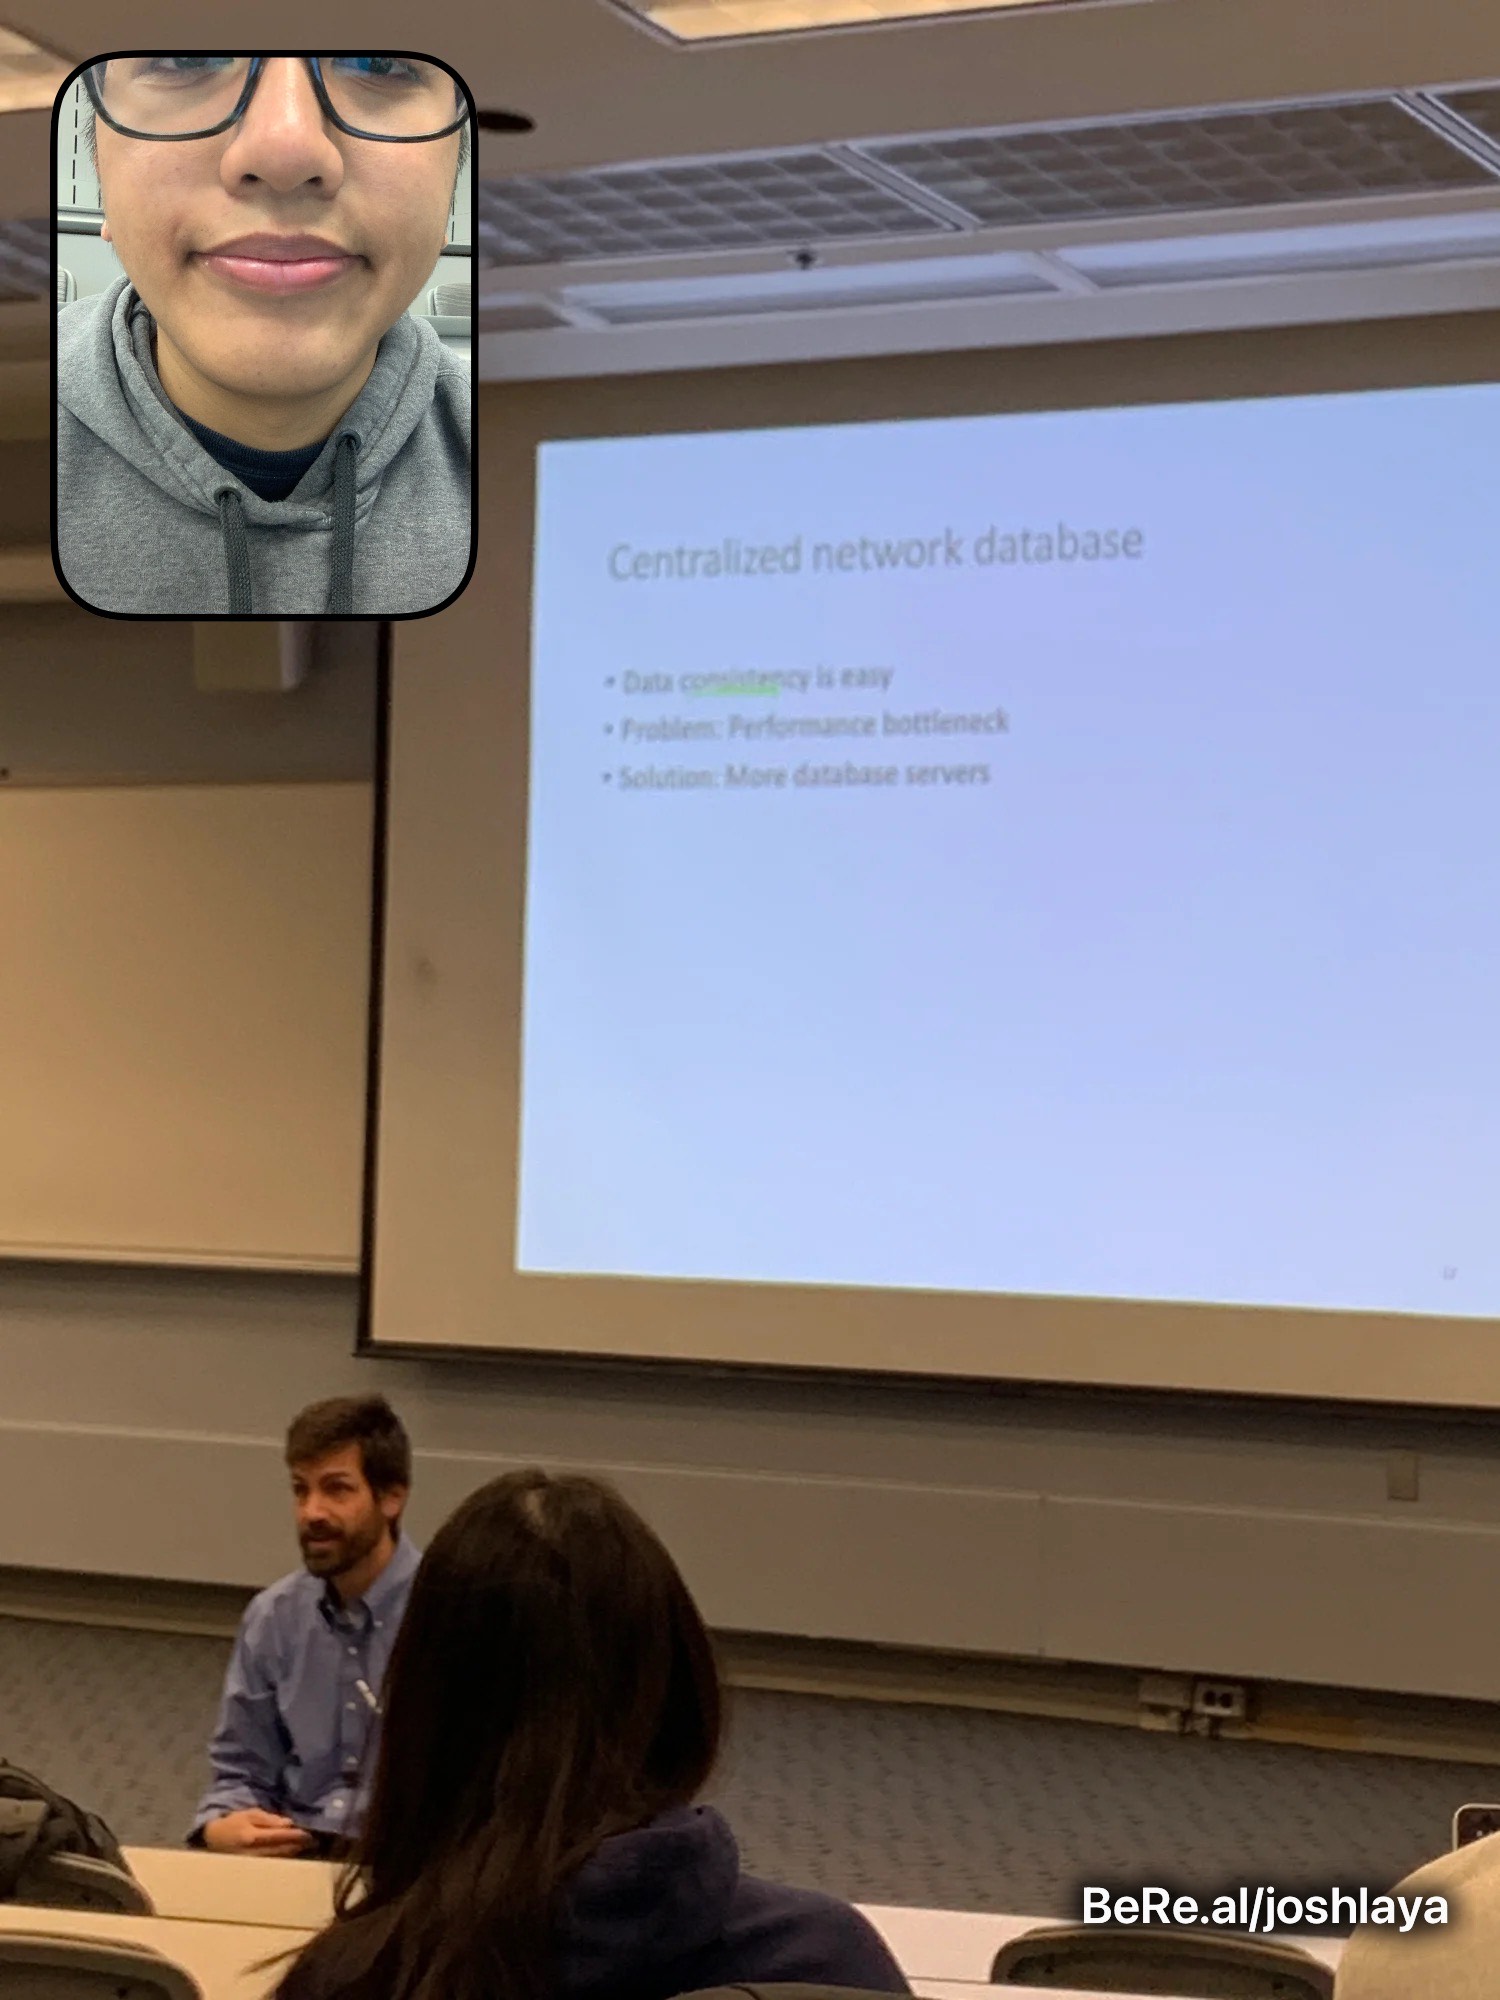 Centralized network database
• Data consistency is easy
• Problem: Performance bottleneck
• Solution: More database servers
BeRe.al/joshlaya